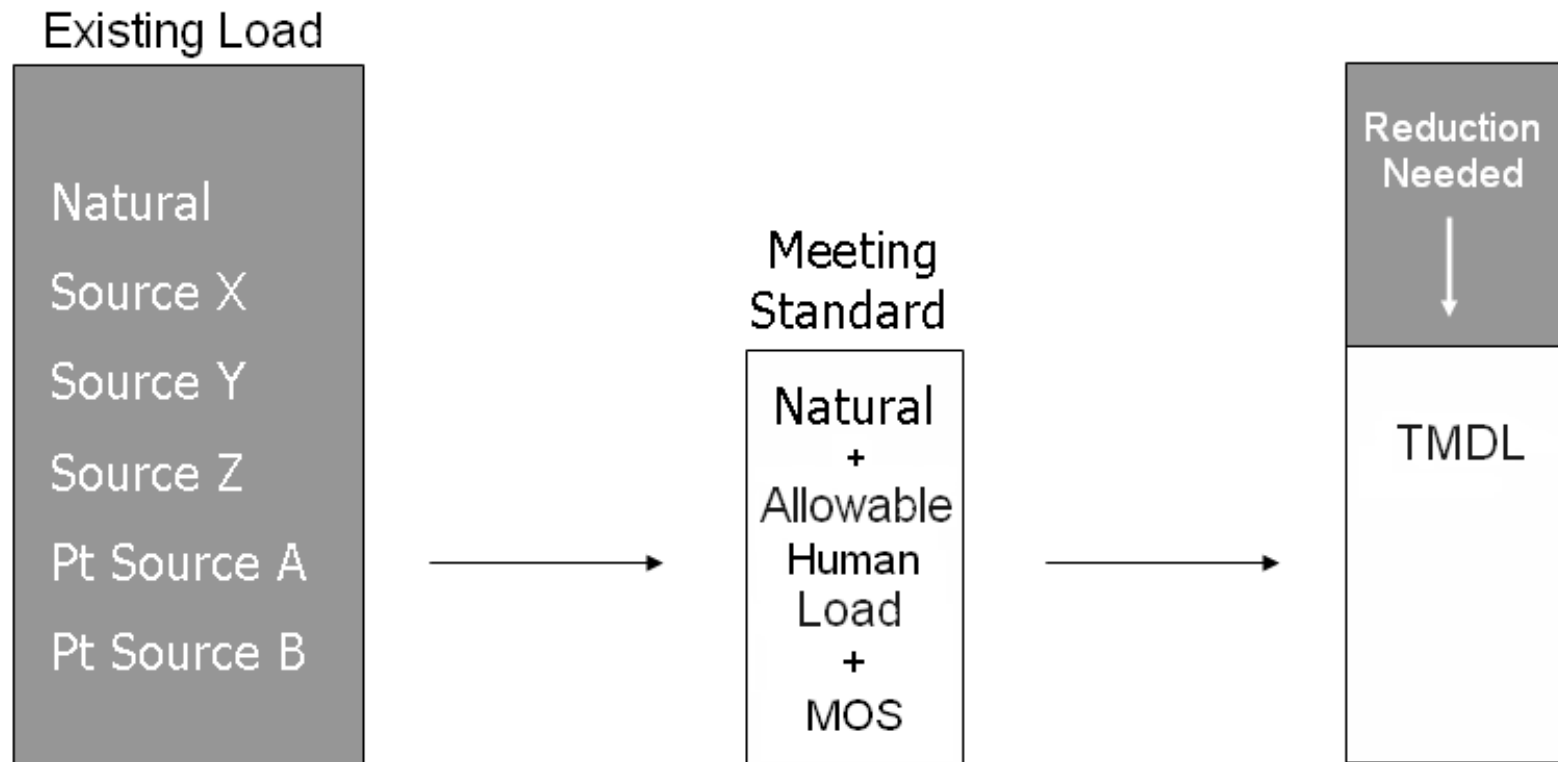 Existing Load
Natural
Source X
Source Y
Source Z
Pt Source A
Pt Source B
Meeting
Standard
Natural
+
Allowable
Human
Load
+
MOS
Reduction
Needed
TMDL